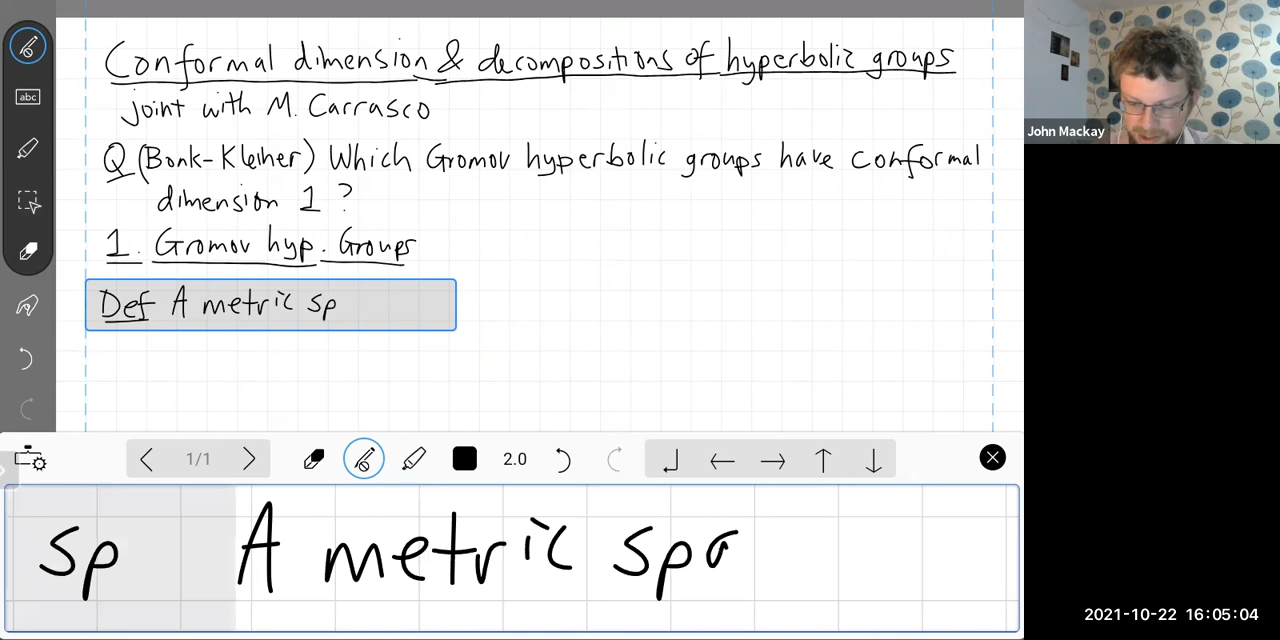 Conformal dimension & decompositions of hyperbolic groups
joint with M. Carrasco
Q (Bonk-Kleiner) Which Gromov hyperbolic groups have conformal
dimension 1 ?
1. Gromov hyp. Groups
Def A metric sp
abc
John Mackay
1/1
2.0
sp A metric spa
2021-10-22 16:05:04